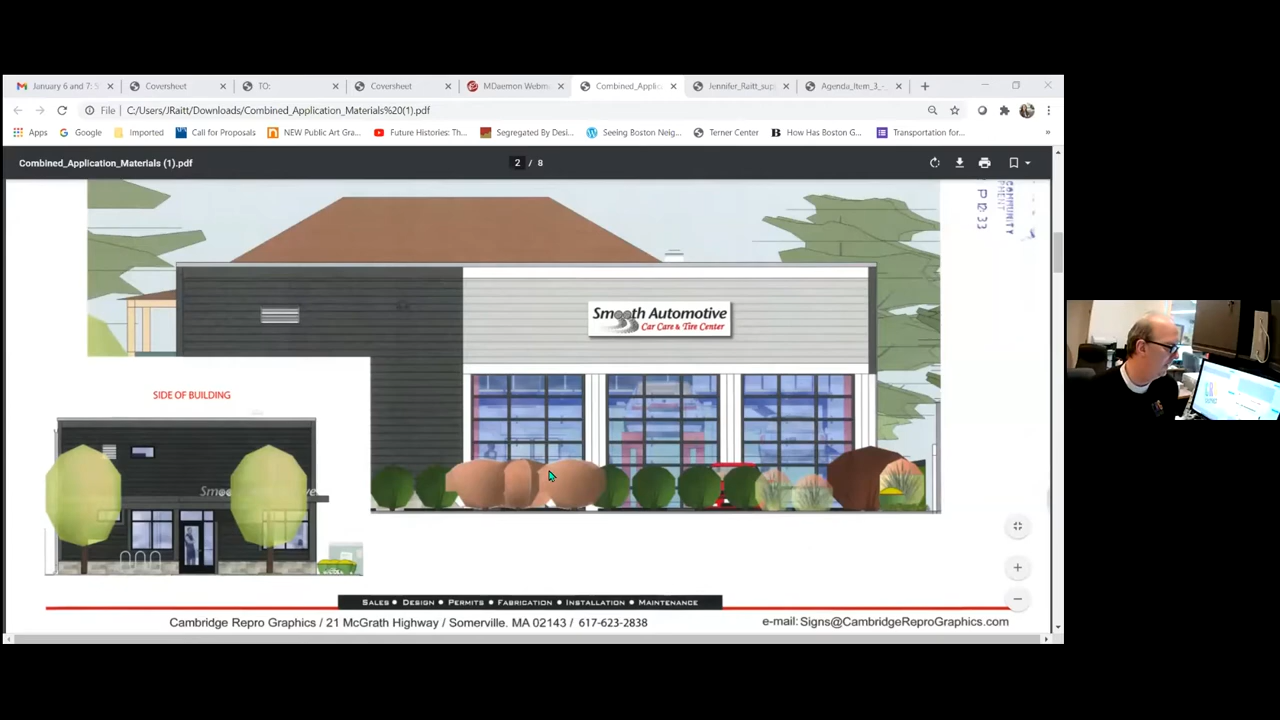 January 6 and 7: S
Coversheet
TO:
Coversheet
MDaemon Webm
Combined_Applic
Jennifer_Raitt_sup
Agenda_Item_3_-_
File
C:/Users/JRaitt/Downloads/Combined_Application_Materials%20(1).pdf
Apps
Google
Imported
Call for Proposals
NEW Public Art Gra...
Future Histories: Th...
Segregated By Desi...
Seeing Boston Neig...
Terner Center
How Has Boston G...
Transportation for...
Combined_Application_Materials (1).pdf
2 / 8
COMMUNITY
P 12:33
Smooth Automotive
Car Care & Tire Center
SIDE OF BUILDING
SALES ● DESIGN ● PERMITS ● FABRICATION ● INSTALLATION ● MAINTENANCE
Cambridge Repro Graphics / 21 McGrath Highway / Somerville. MA 02143 / 617-623-2838
e-mail: Signs@CambridgeReproGraphics.com